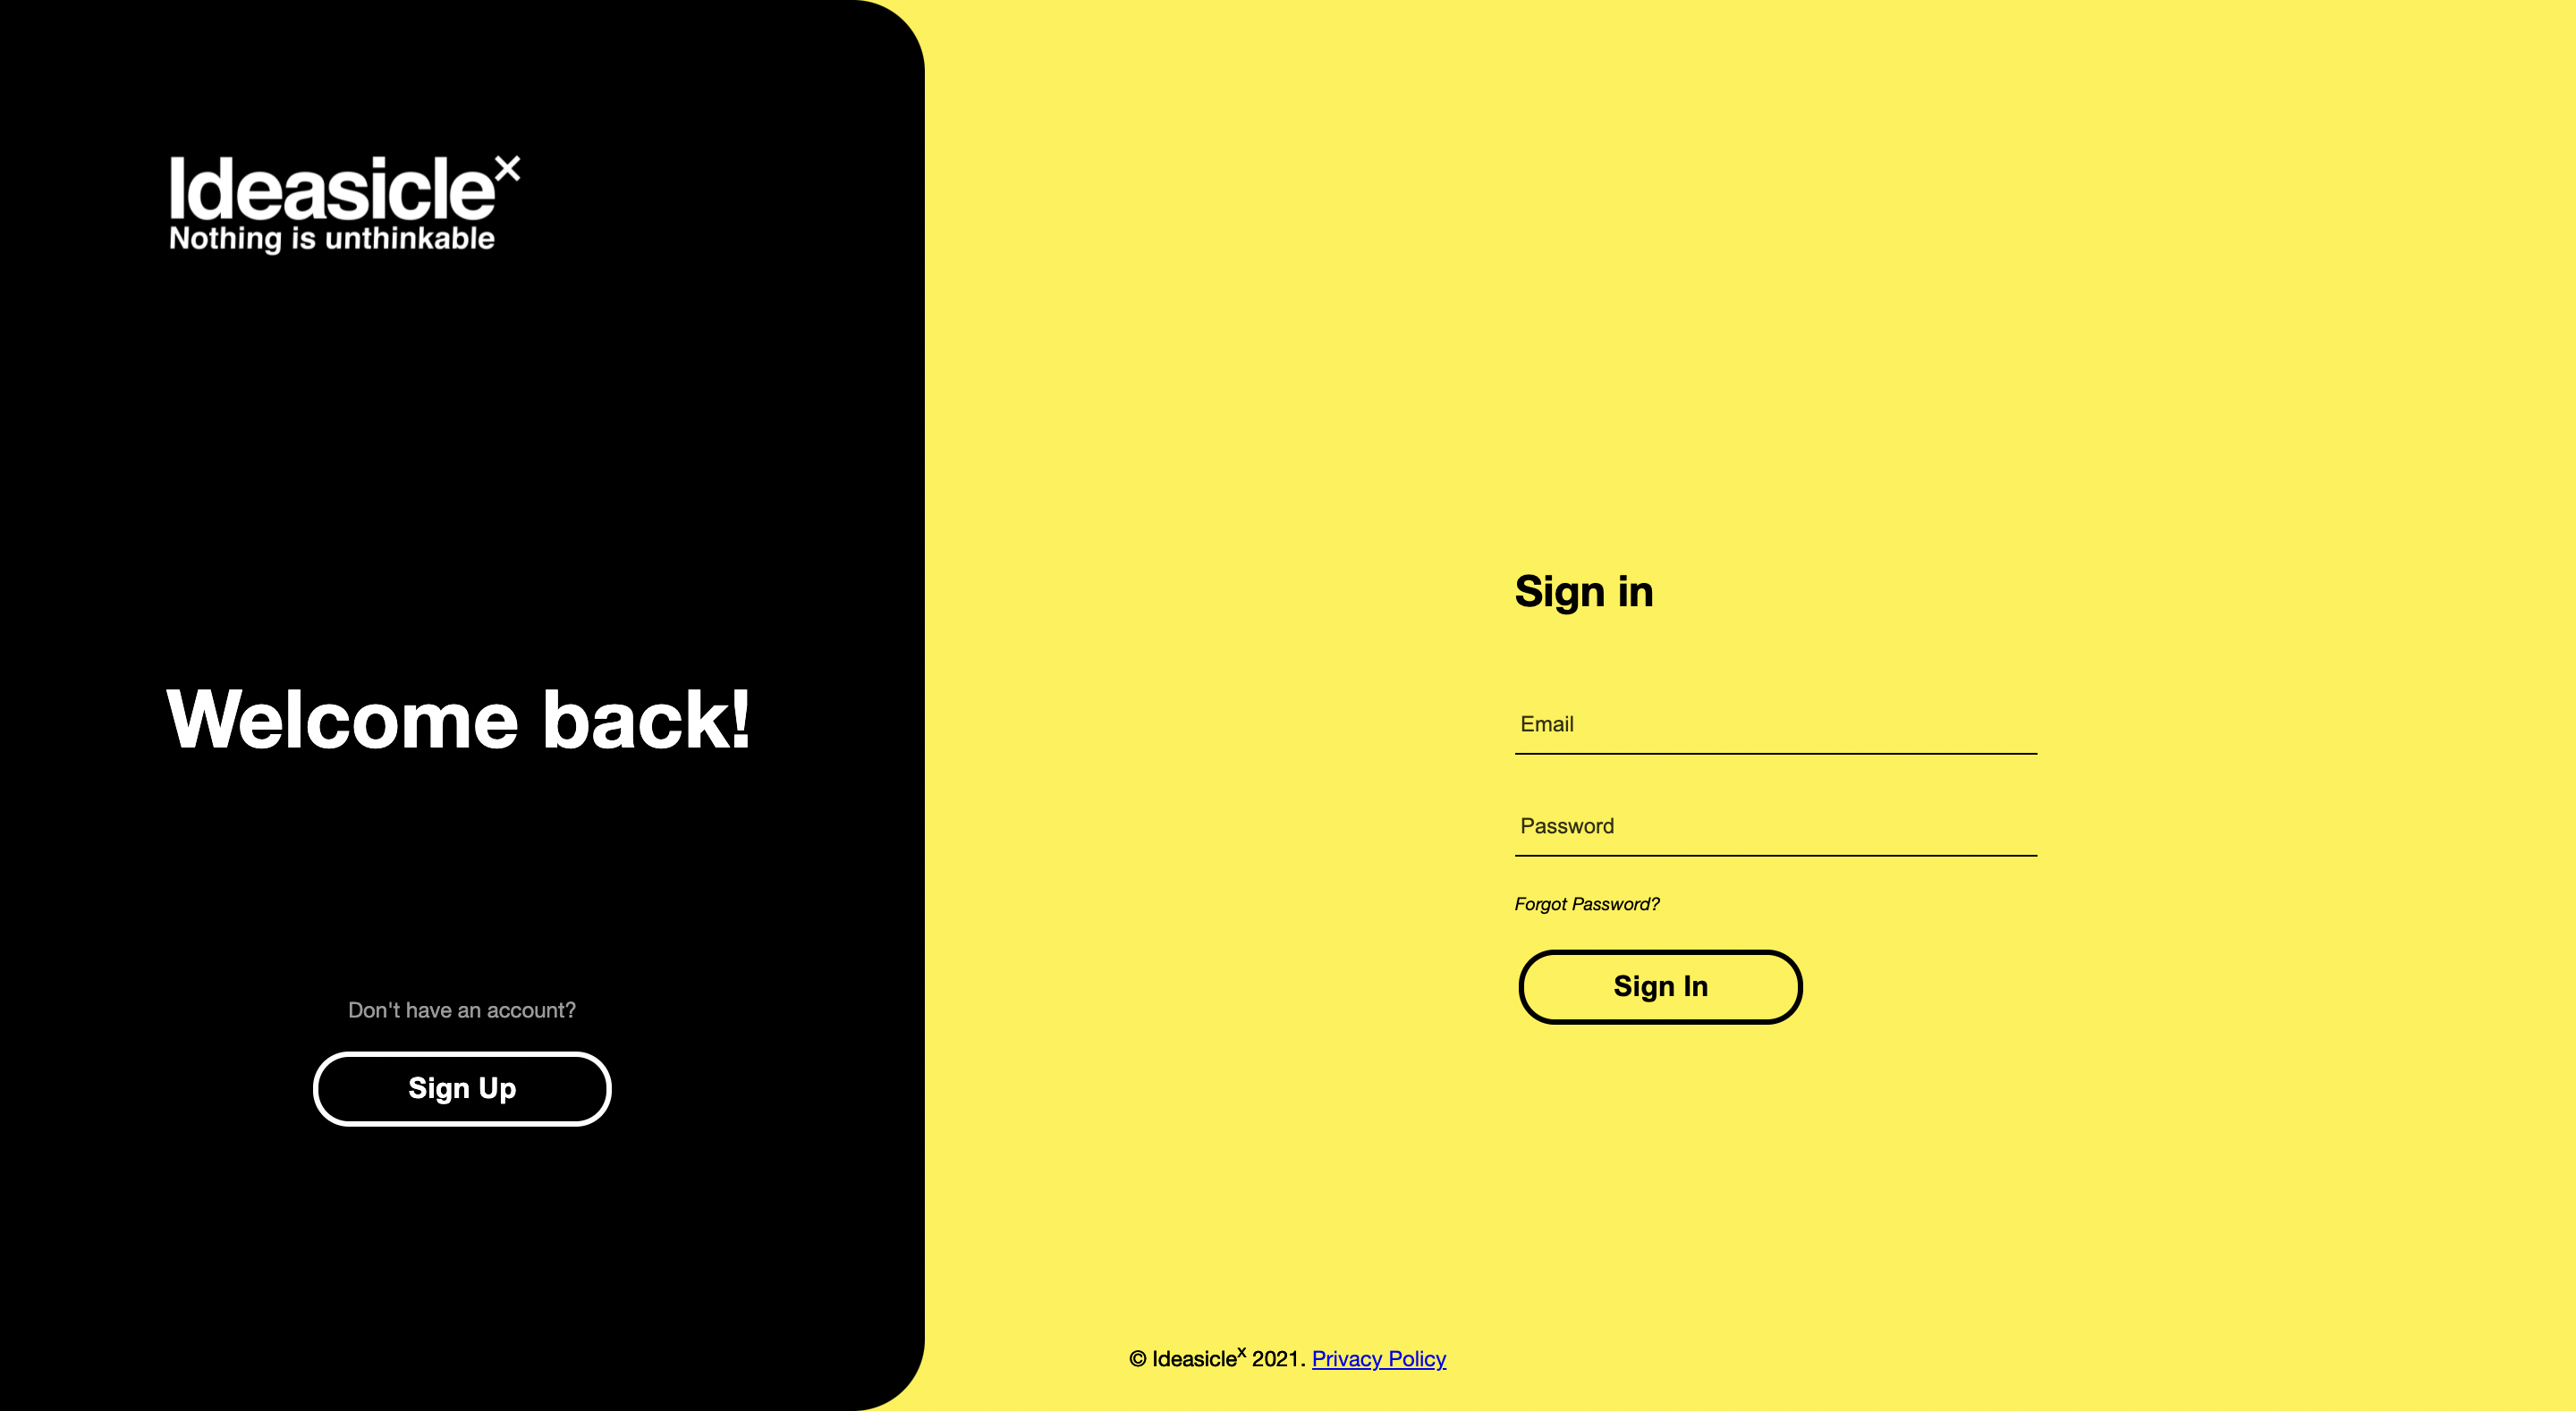 Ideasicle×
Nothing is unthinkable
Welcome back!
Don't have an account?
Sign Up
Sign in
Email
Password
Forgot Password?
Sign In
© Ideasicleˣ 2021. Privacy Policy